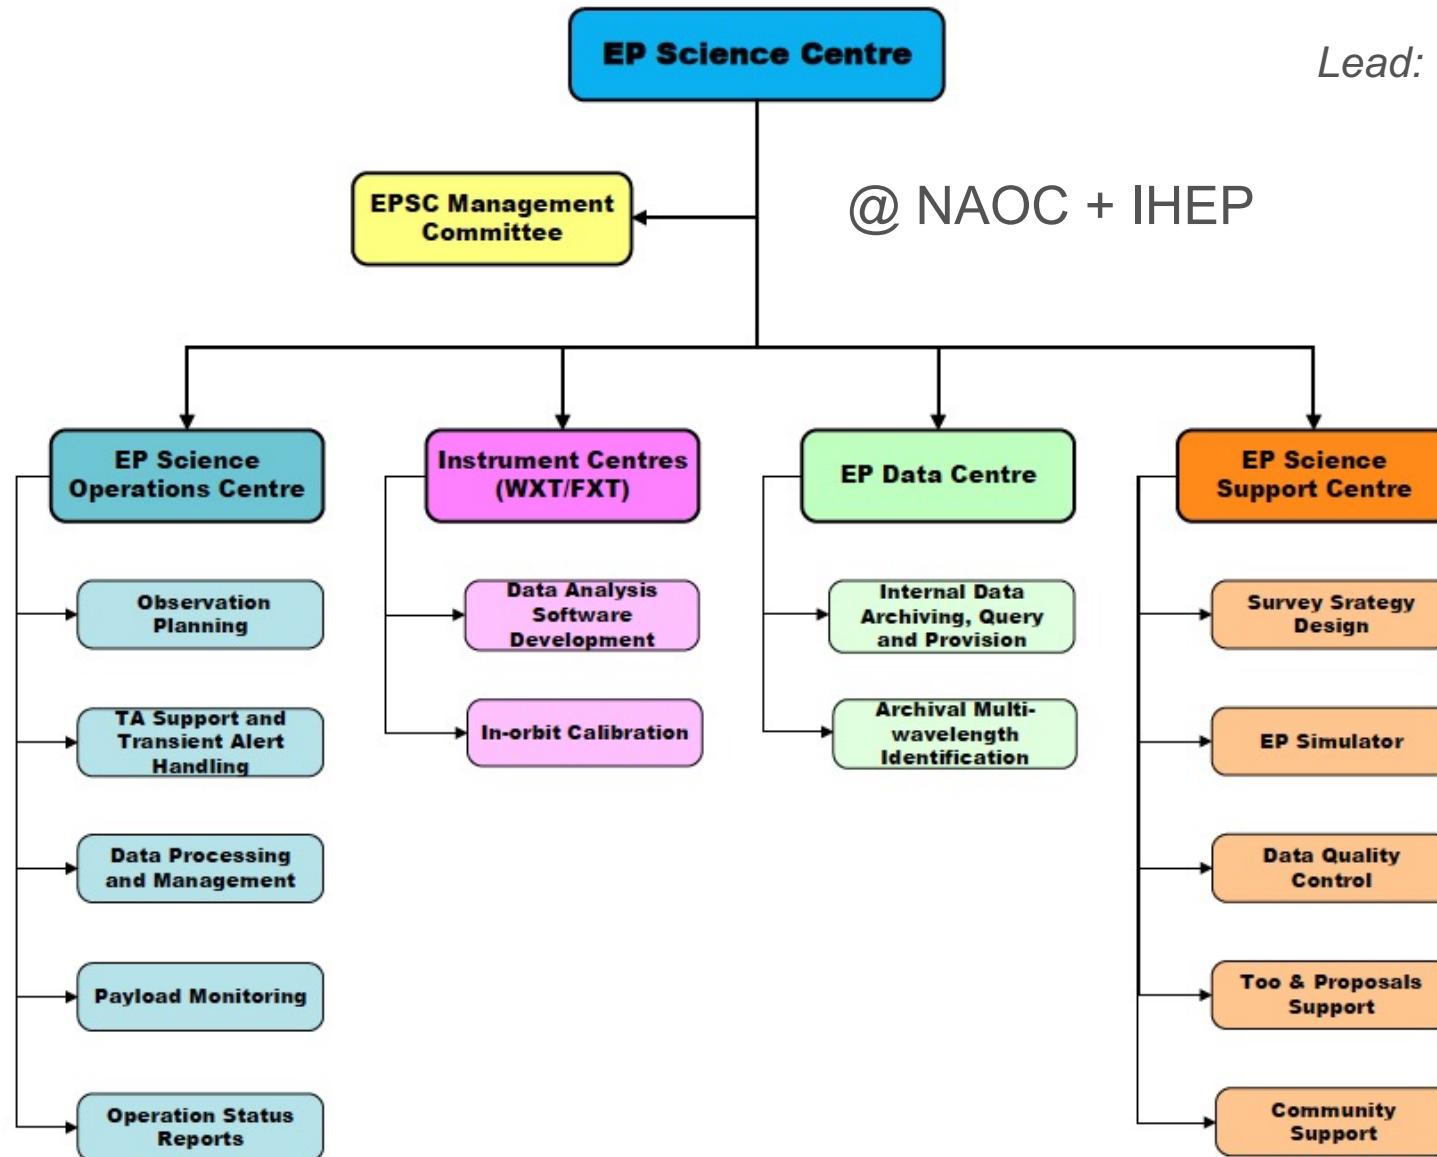 EP Science Centre
Lead:
EPSC Management
Committee
@ NAOC + IHEP
EP Science
Operations Centre
Instrument Centres
(WXT/FXT)
EP Data Centre
EP Science
Support Centre
Observation
Planning
TA Support and
Transient Alert
Handling
Data Processing
and Management
Payload Monitoring
Operation Status
Reports
Data Analysis
Software
Development
In-orbit Calibration
Internal Data
Archiving, Query
and Provision
Archival Multi-
wavelength
Identification
Survey Srategy
Design
EP Simulator
Data Quality
Control
Too & Proposals
Support
Community
Support